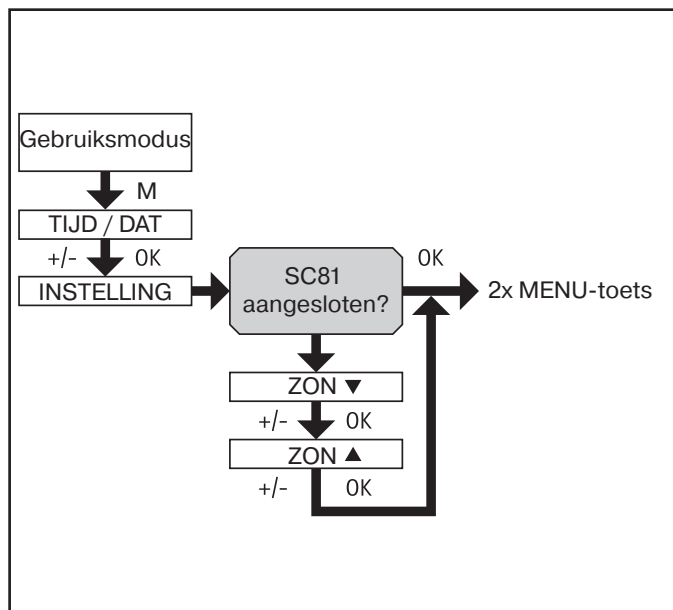 Gebruiksmodus
M
TIJD / DAT
+/- OK
INSTELLING
SC81
aangesloten?
OK
2x MENU-toets
ZON ▼
+/- OK
ZON ▲
+/- OK